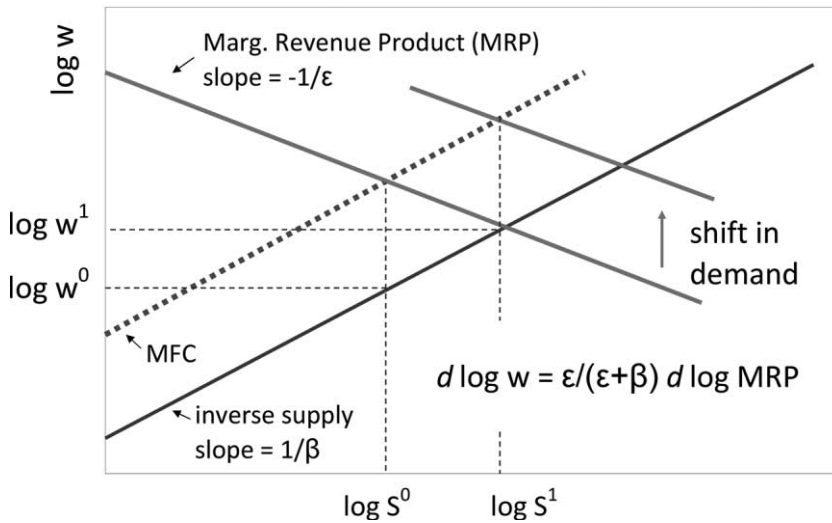 log w
Marg. Revenue Product (MRP)
slope = -1/ε
log w¹
log w⁰
shift in
demand
MFC
d log w = ε/(ε+β) d log MRP
inverse supply
slope = 1/β
log S⁰
log S¹